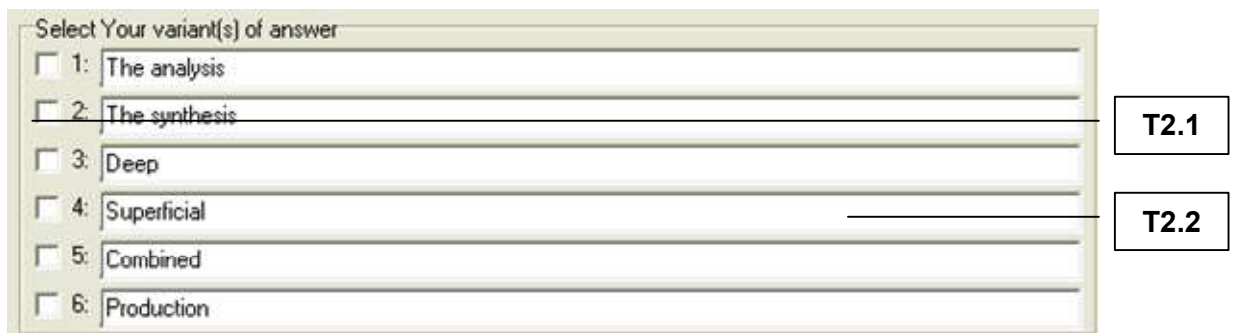 Select Your variant(s) of answer
1: The analysis
2: The synthesis
T2.1
3: Deep
4: Superficial
T2.2
5: Combined
6: Production